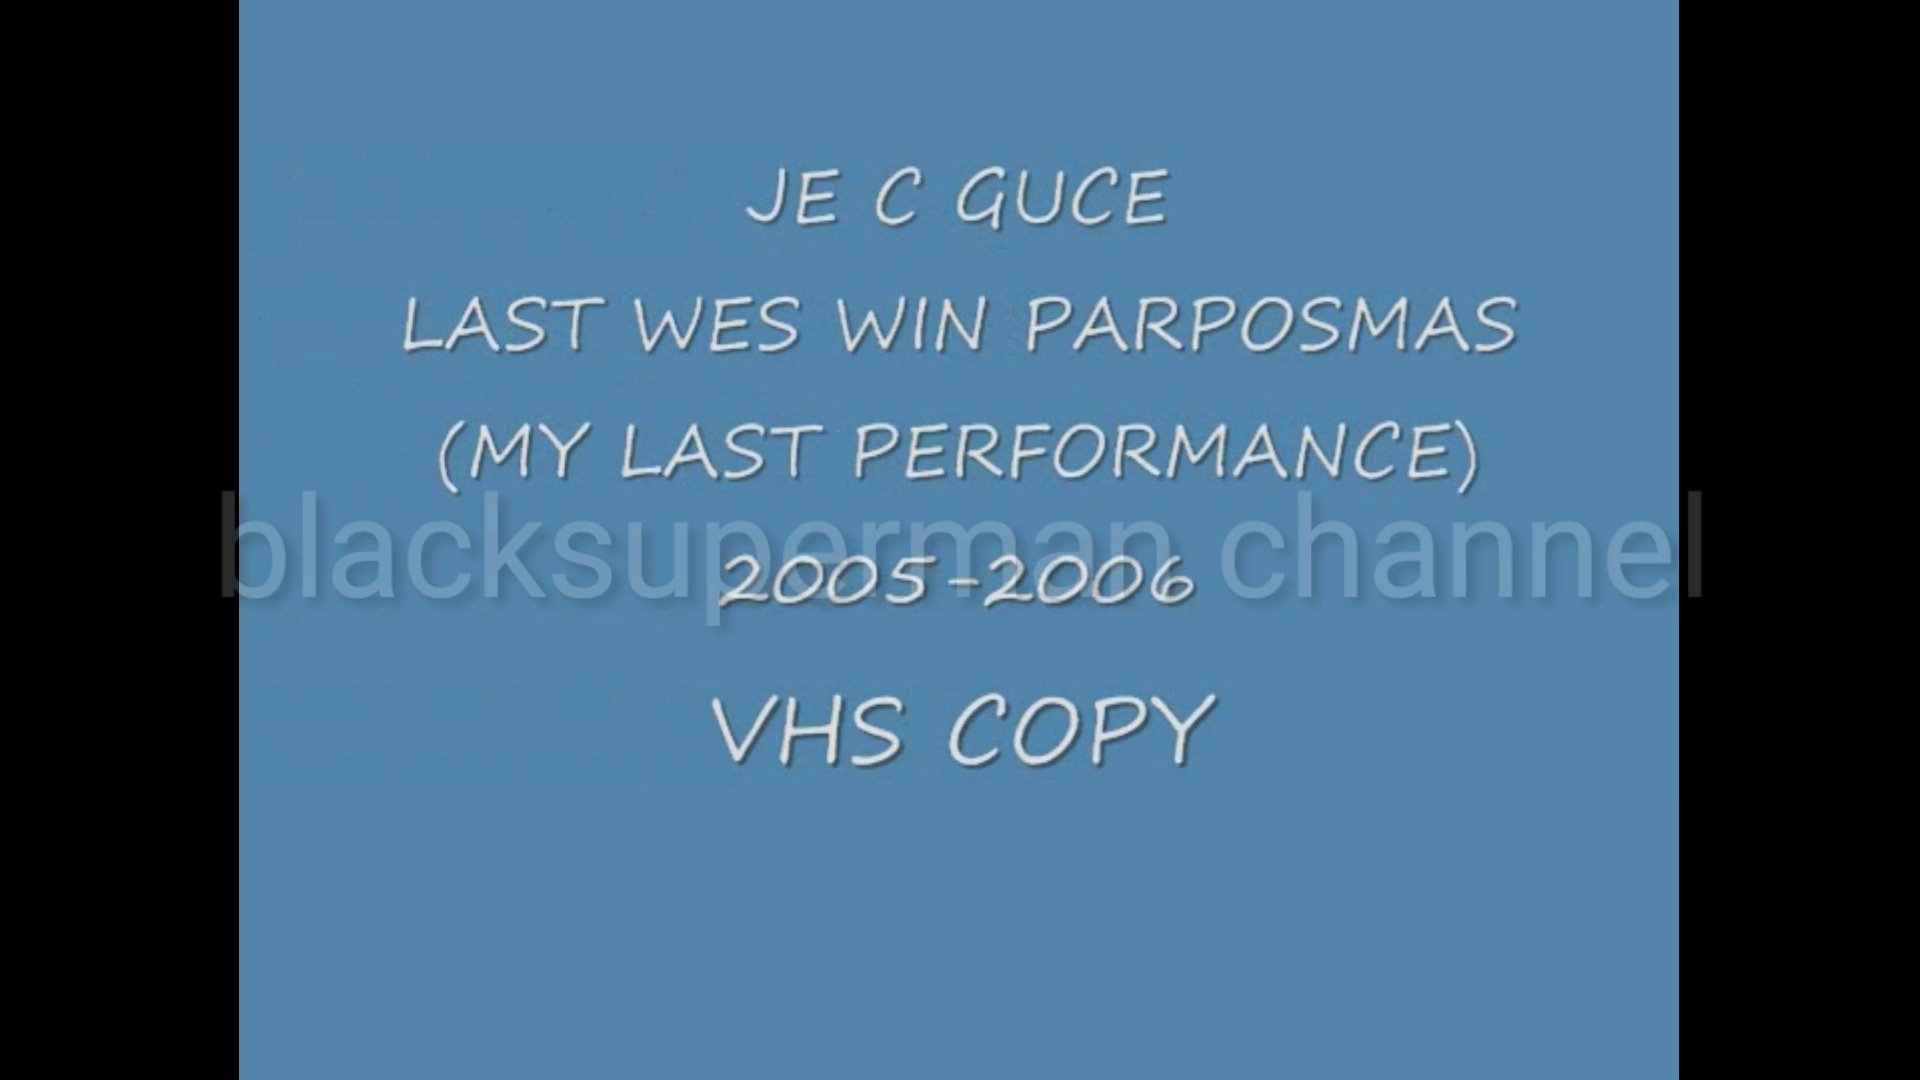 JE C GUCE
LAST WES WIN PARPOSMAS
(MY LAST PERFORMANCE)
blacksuperman channel
2005-2006
VHS COPY